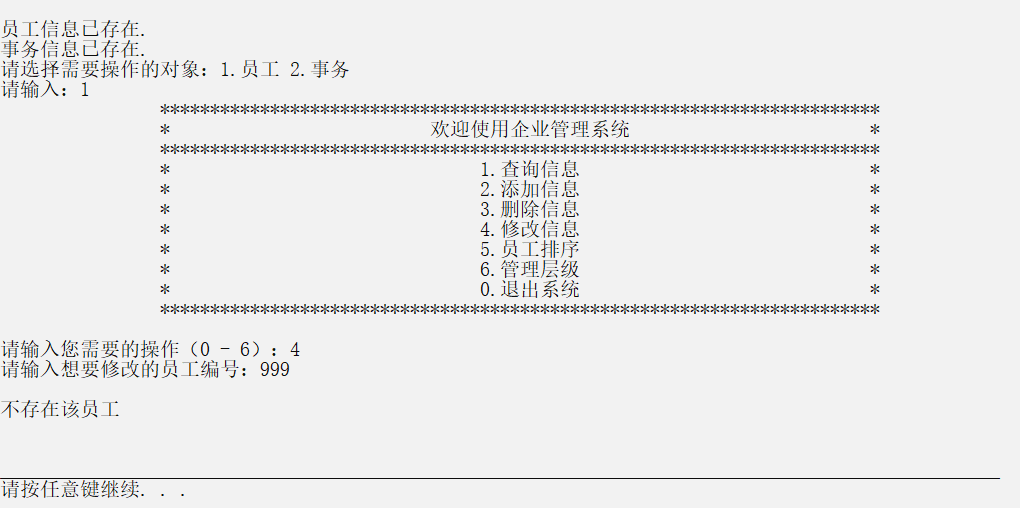 员工信息已存在.
事务信息已存在.
请选择需要操作的对象：1.员工 2.事务
请输入：1
************************************************************************
* 欢迎使用企业管理系统 *
************************************************************************
* 1.查询信息 *
* 2.添加信息 *
* 3.删除信息 *
* 4.修改信息 *
* 5.员工排序 *
* 6.管理层级 *
* 0.退出系统 *
************************************************************************
请输入您需要的操作（0 - 6）：4
请输入想要修改的员工编号：999
不存在该员工
请按任意键继续. . .